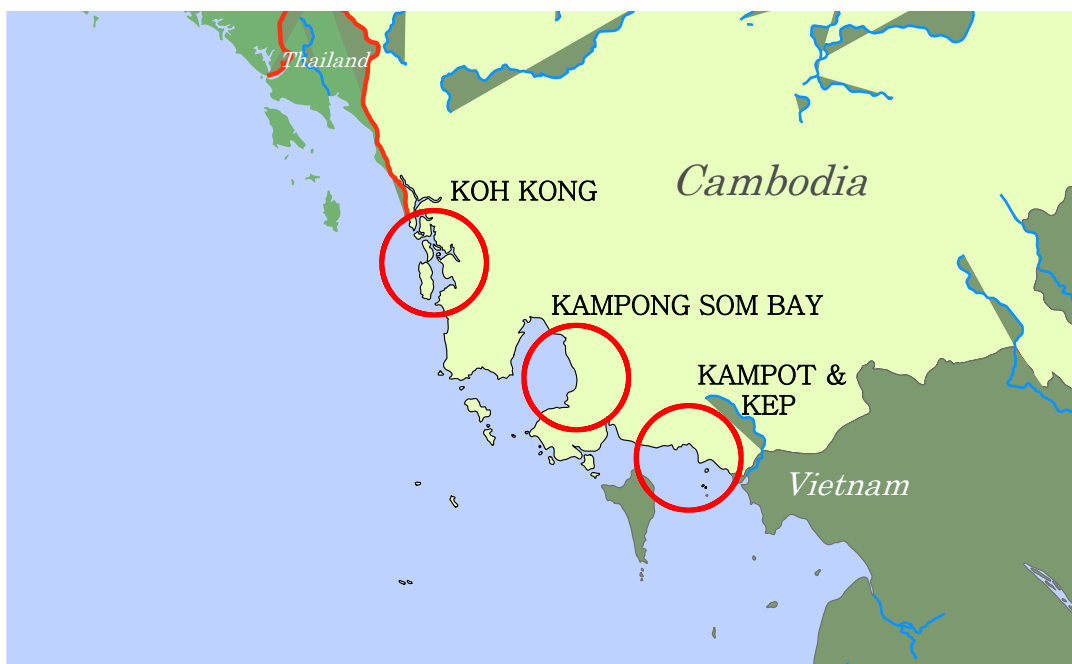 Thailand
Cambodia
KOH KONG
KAMPONG SOM BAY
KAMPOT &
KEP
Vietnam